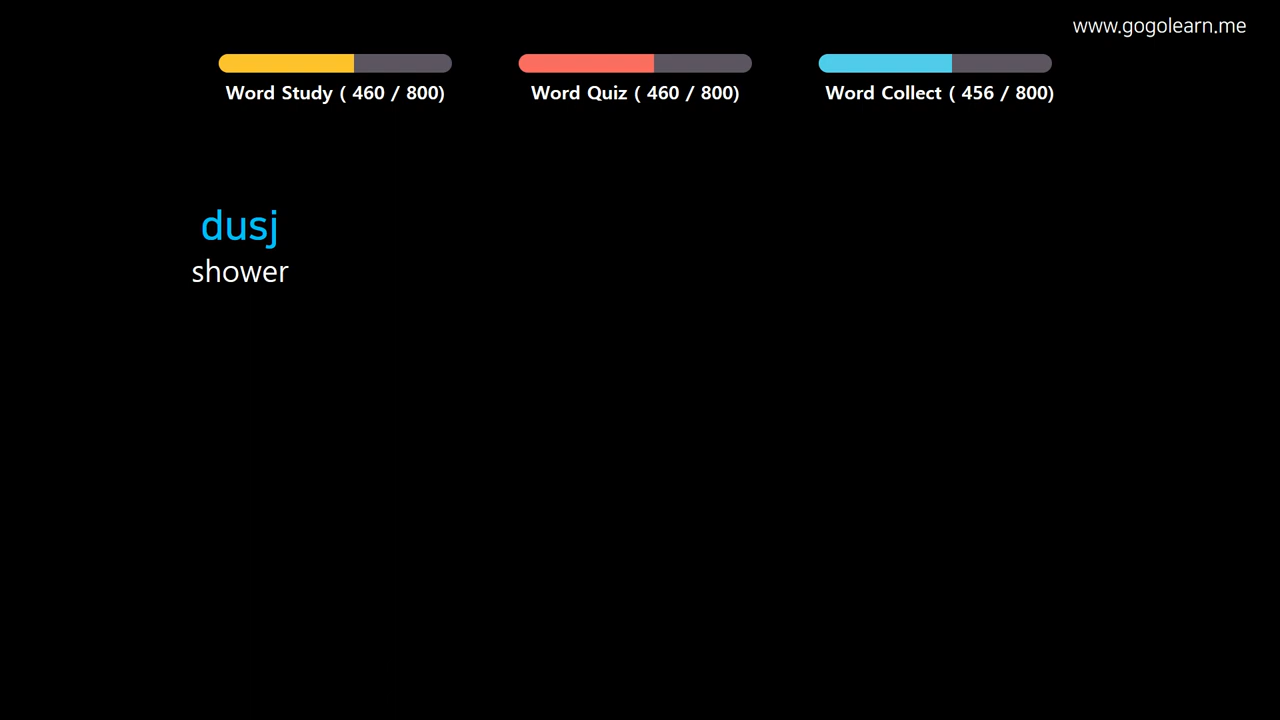 www.gogolearn.me
Word Study ( 460 / 800)
Word Quiz ( 460 / 800)
Word Collect ( 456 / 800)
dusj
shower